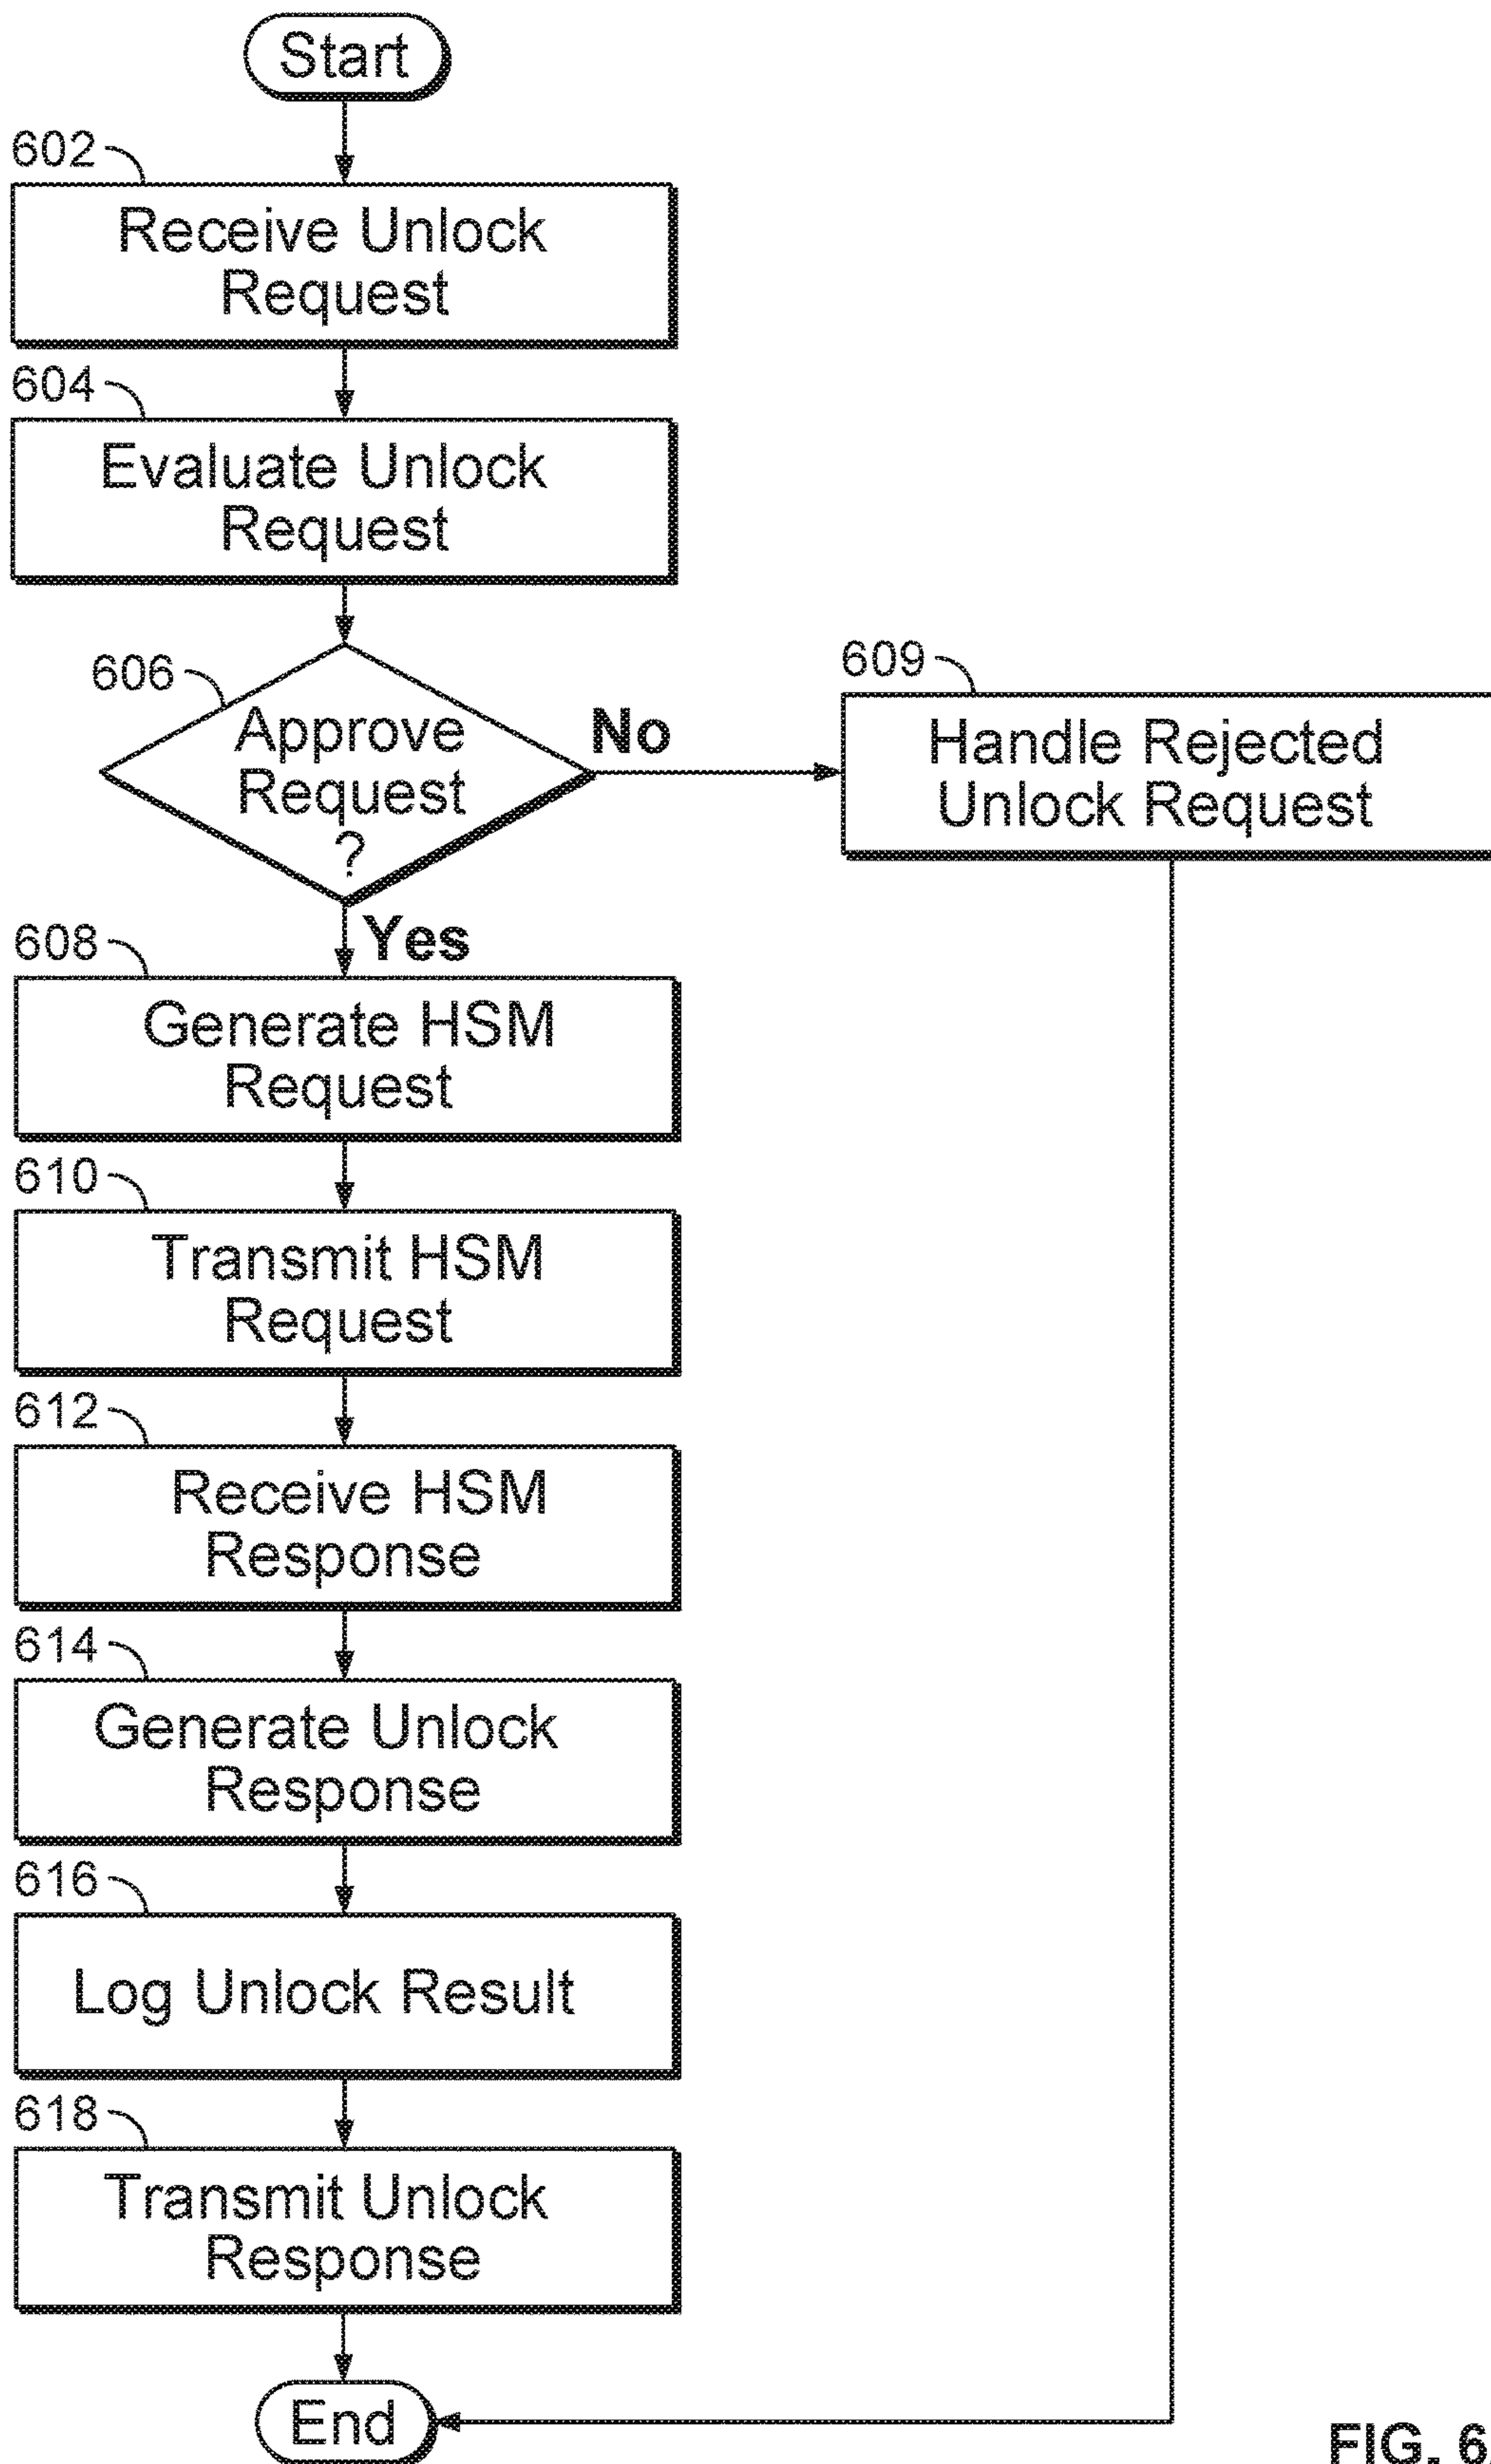 Start
602
Receive Unlock
Request
604
Evaluate Unlock
Request
606
Approve
Request
?
No
609
Handle Rejected
Unlock Request
Yes
608
Generate HSM
Request
610
Transmit HSM
Request
612
Receive HSM
Response
614
Generate Unlock
Response
616
Log Unlock Result
618
Transmit Unlock
Response
End
FIG. 6